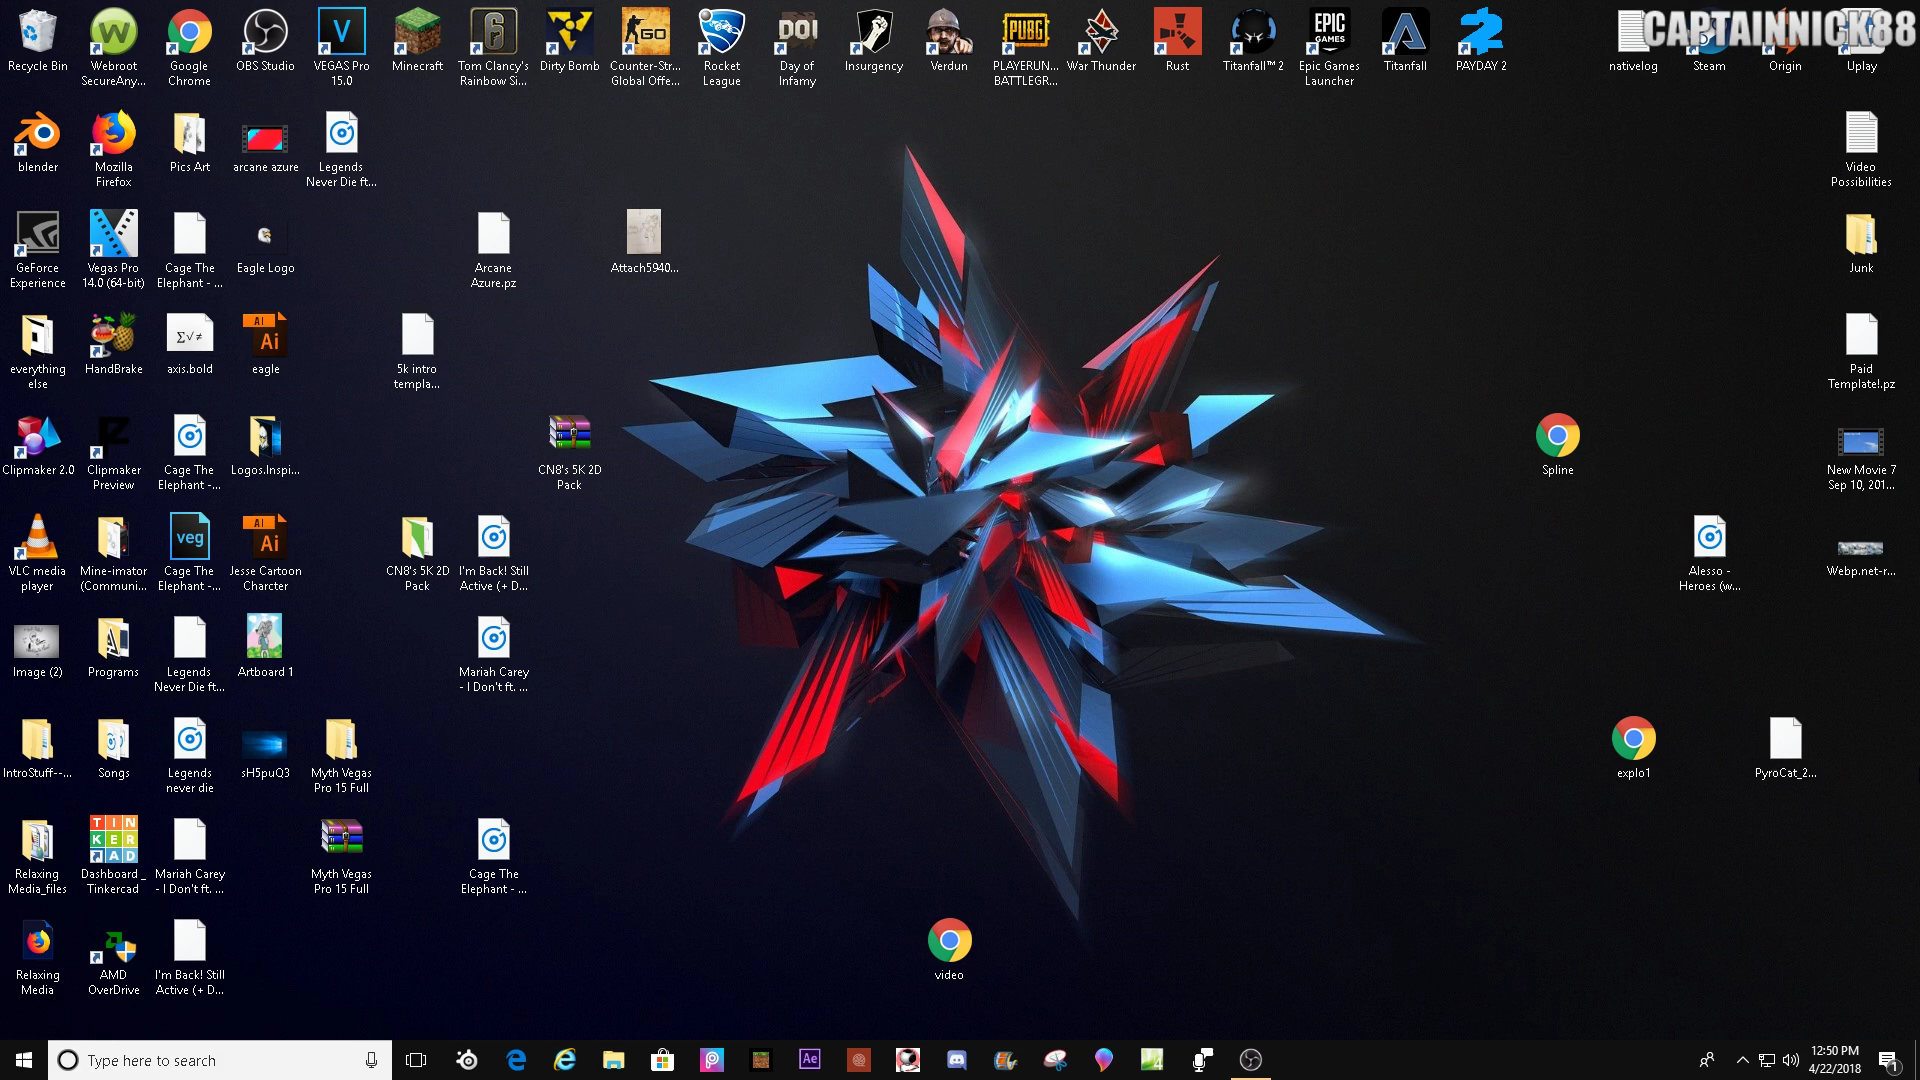 CAPTAINNICK88
Recycle Bin
Webroot
SecureAny...
Google
Chrome
OBS Studio
VEGAS Pro
15.0
Minecraft
Tom Clancy's
Rainbow Si...
Dirty Bomb
Counter-Str...
Global Offe...
Rocket
League
Day of
Infamy
Insurgency
Verdun
PLAYERUN...
BATTLEGR...
War Thunder
Rust
Titanfall™ 2
Epic Games
Launcher
Titanfall
PAYDAY 2
nativelog
Steam
Origin
Uplay
blender
Mozilla
Firefox
Pics Art
arcane azure
Legends
Never Die ft...
Video
Possibilities
GeForce
Experience
Vegas Pro
14.0 (64-bit)
Cage The
Elephant - ...
Eagle Logo
Arcane
Azure.pz
Attach5940...
Junk
everything
else
HandBrake
axis.bold
eagle
5k intro
templa...
Paid
Template!.pz
Clipmaker 2.0
Clipmaker
Preview
Cage The
Elephant -...
Logos.Inspi...
CN8's 5K 2D
Pack
Spline
New Movie 7
Sep 10, 201...
VLC media
player
Mine-imator
(Communi...
Cage The
Elephant -...
Jesse Cartoon
Charcter
CN8's 5K 2D
Pack
I'm Back! Still
Active (+ D...
Alesso -
Heroes (w...
Webp.net-r...
Image (2)
Programs
Legends
Never Die ft...
Artboard 1
Mariah Carey
- I Don't ft. ...
IntroStuff--...
Songs
Legends
never die
sH5puQ3
Myth Vegas
Pro 15 Full
explo1
PyroCat_2...
Relaxing
Media_files
Dashboard _
Tinkercad
Mariah Carey
- I Don't ft. ...
Myth Vegas
Pro 15 Full
Cage The
Elephant - ...
Relaxing
Media
AMD
OverDrive
I'm Back! Still
Active (+ D...
video
Type here to search
12:50 PM
4/22/2018